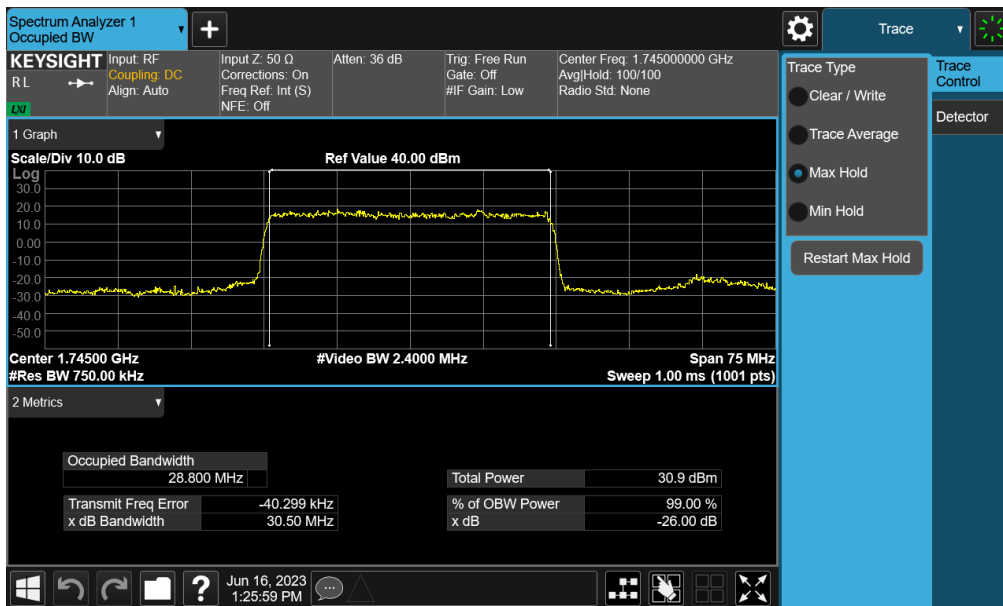 Spectrum Analyzer 1
Occupied BW
Trace
KEYSIGHT
R L
LXI
Input: RF
Coupling: DC
Align: Auto
Input Z: 50 Ω
Corrections: On
Freq Ref: Int (S)
NFE: Off
Atten: 36 dB
Trig: Free Run
Gate: Off
#IF Gain: Low
Center Freq: 1.745000000 GHz
Avg|Hold: 100/100
Radio Std: None
Trace Type
Clear / Write
Trace Average
Max Hold
Min Hold
Restart Max Hold
Trace
Control
Detector
1 Graph
Scale/Div 10.0 dB
Ref Value 40.00 dBm
Log
30.0
20.0
10.0
0.00
-10.0
-20.0
-30.0
-40.0
-50.0
Center 1.74500 GHz
#Video BW 2.4000 MHz
Span 75 MHz
#Res BW 750.00 kHz
Sweep 1.00 ms (1001 pts)
2 Metrics
Occupied Bandwidth
28.800 MHz
Total Power 30.9 dBm
Transmit Freq Error -40.299 kHz
% of OBW Power 99.00 %
x dB Bandwidth 30.50 MHz
x dB -26.00 dB
Jun 16, 2023
1:25:59 PM